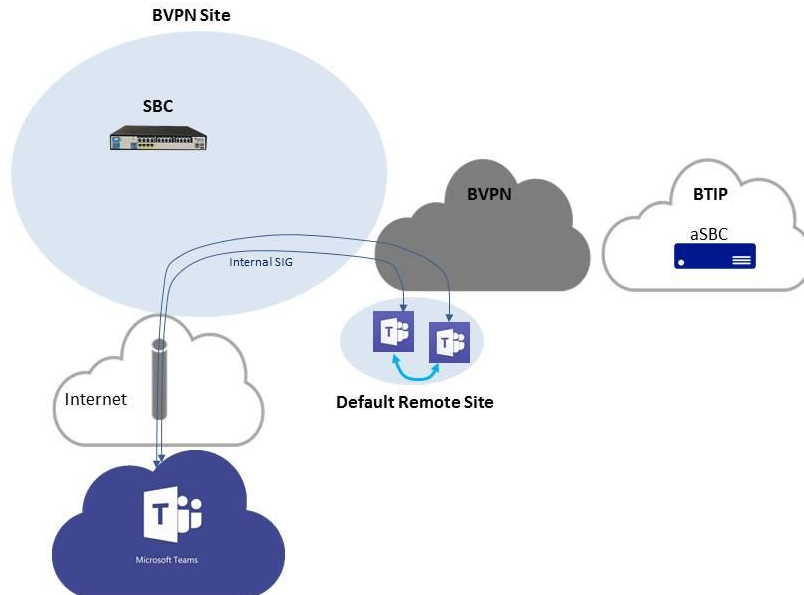 BVPN Site
SBC
BVPN
BTIP
aSBC
Internal SIG
T
T
Default Remote Site
Internet
T
Microsoft Teams